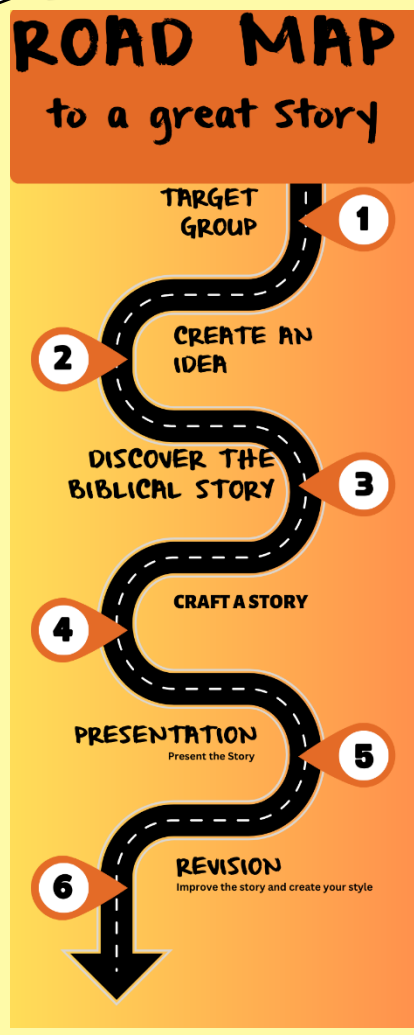 ROAD MAP
to a great Story
TARGET
GROUP
1
CREATE AN
IDEA
2
DISCOVER THE
BIBLICAL STORY
3
CRAFT A STORY
4
PRESENTATION
Present the Story
5
REVISION
Improve the story and create your style
6